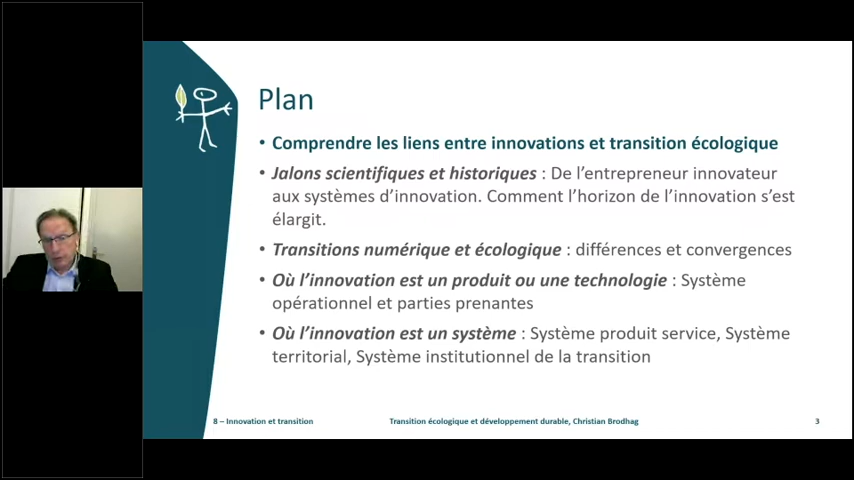 Plan
• Comprendre les liens entre innovations et transition écologique
• Jalons scientifiques et historiques : De l'entrepreneur innovateur
aux systèmes d'innovation. Comment l'horizon de l'innovation s'est
élargit.
• Transitions numérique et écologique : différences et convergences
• Où l'innovation est un produit ou une technologie : Système
opérationnel et parties prenantes
• Où l'innovation est un système : Système produit service, Système
territorial, Système institutionnel de la transition
8 – Innovation et transition
Transition écologique et développement durable, Christian Brodhag
3